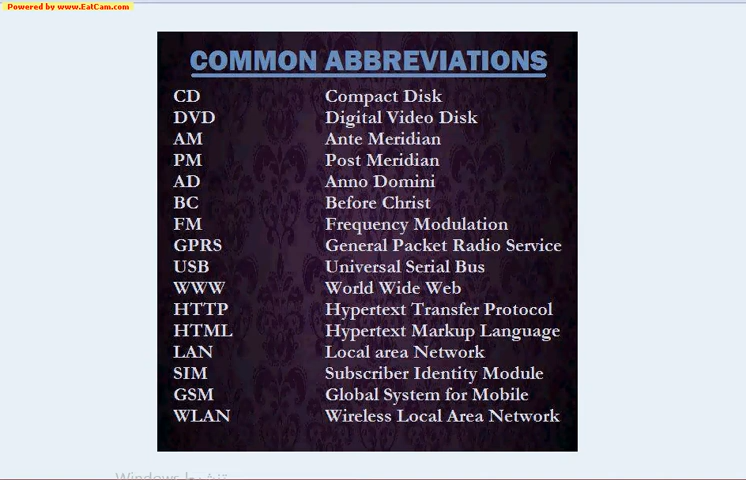 Powered by www.EatCam.com
COMMON ABBREVIATIONS
CD Compact Disk
DVD Digital Video Disk
AM Ante Meridian
PM Post Meridian
AD Anno Domini
BC Before Christ
FM Frequency Modulation
GPRS General Packet Radio Service
USB Universal Serial Bus
WWW World Wide Web
HTTP Hypertext Transfer Protocol
HTML Hypertext Markup Language
LAN Local area Network
SIM Subscriber Identity Module
GSM Global System for Mobile
WLAN Wireless Local Area Network
Windows